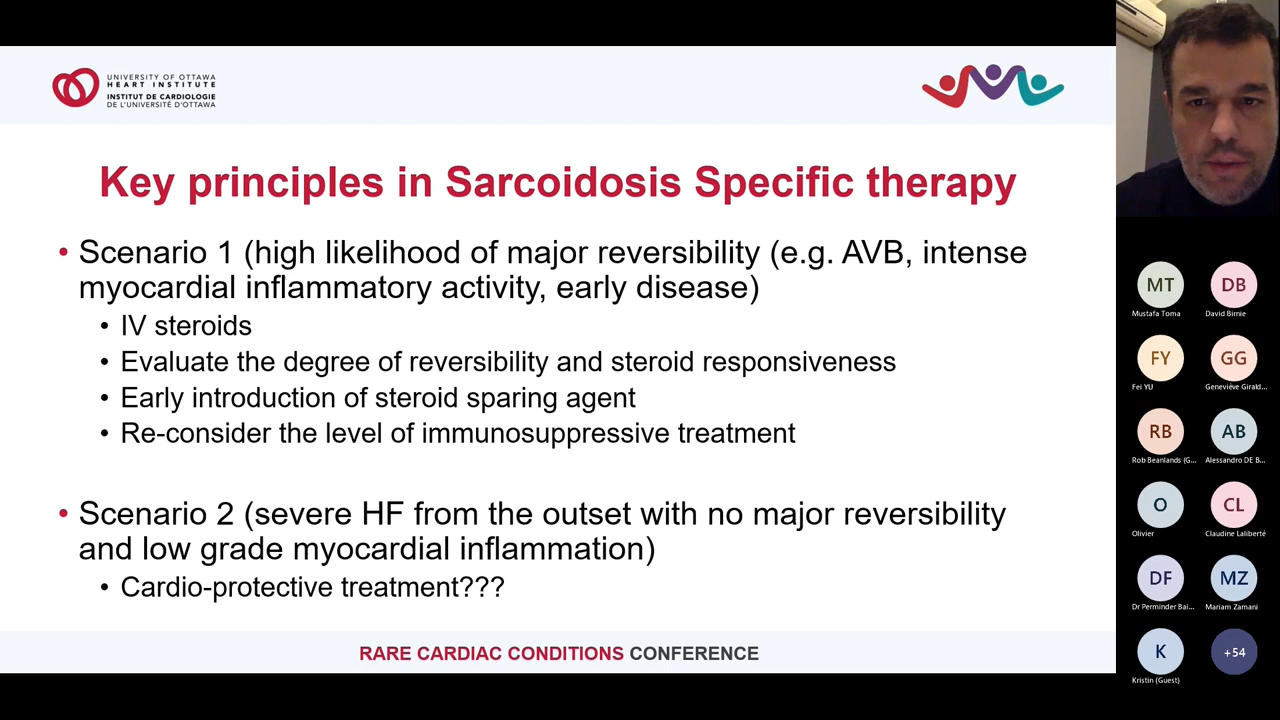 UNIVERSITY OF OTTAWA
HEART INSTITUTE
INSTITUT DE CARDIOLOGIE
DE L'UNIVERSITÉ D'OTTAWA
Key principles in Sarcoidosis Specific therapy
• Scenario 1 (high likelihood of major reversibility (e.g. AVB, intense
myocardial inflammatory activity, early disease)
• IV steroids
• Evaluate the degree of reversibility and steroid responsiveness
• Early introduction of steroid sparing agent
• Re-consider the level of immunosuppressive treatment
• Scenario 2 (severe HF from the outset with no major reversibility
and low grade myocardial inflammation)
• Cardio-protective treatment???
RARE CARDIAC CONDITIONS CONFERENCE
MT DB
Mustafa Toma David Birnie
FY GG
Fei YU Geneviève Girald...
RB AB
Rob Beanlands (G... Alessandro DE B...
O CL
Olivier Claudine Laliberté
DF MZ
Dr Perminder Bai... Mariam Zamani
K +54
Kristin (Guest)